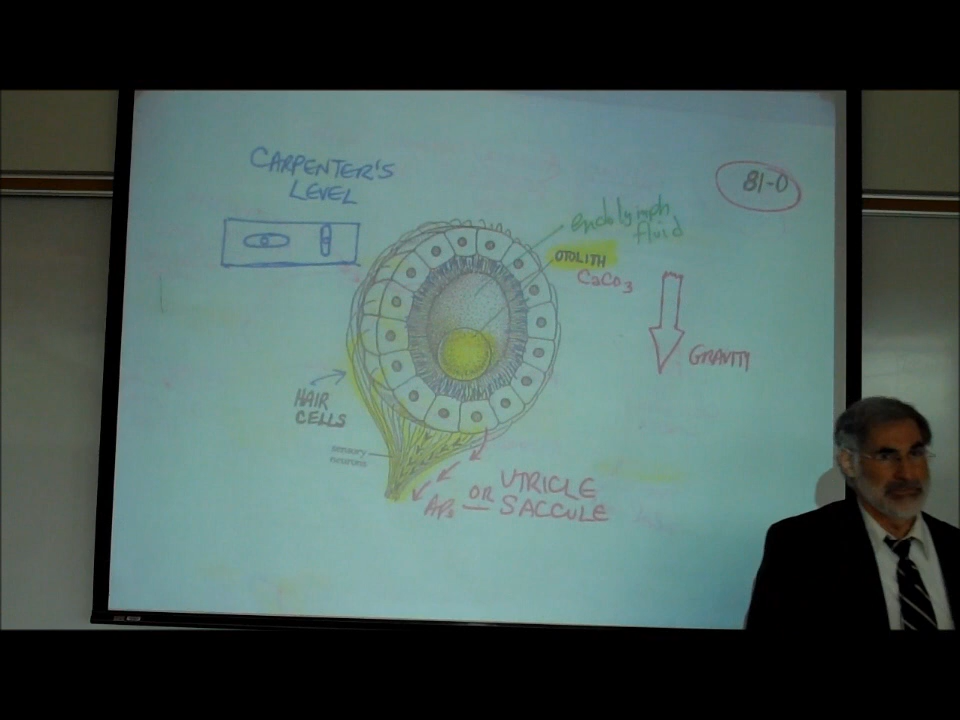 CARPENTER'S
LEVEL
81-0
endolymph
fluid
OTOLITH
CaCO3
GRAVITY
HAIR
CELLS
sensory
neurons
APs
OR
UTRICLE
SACCULE